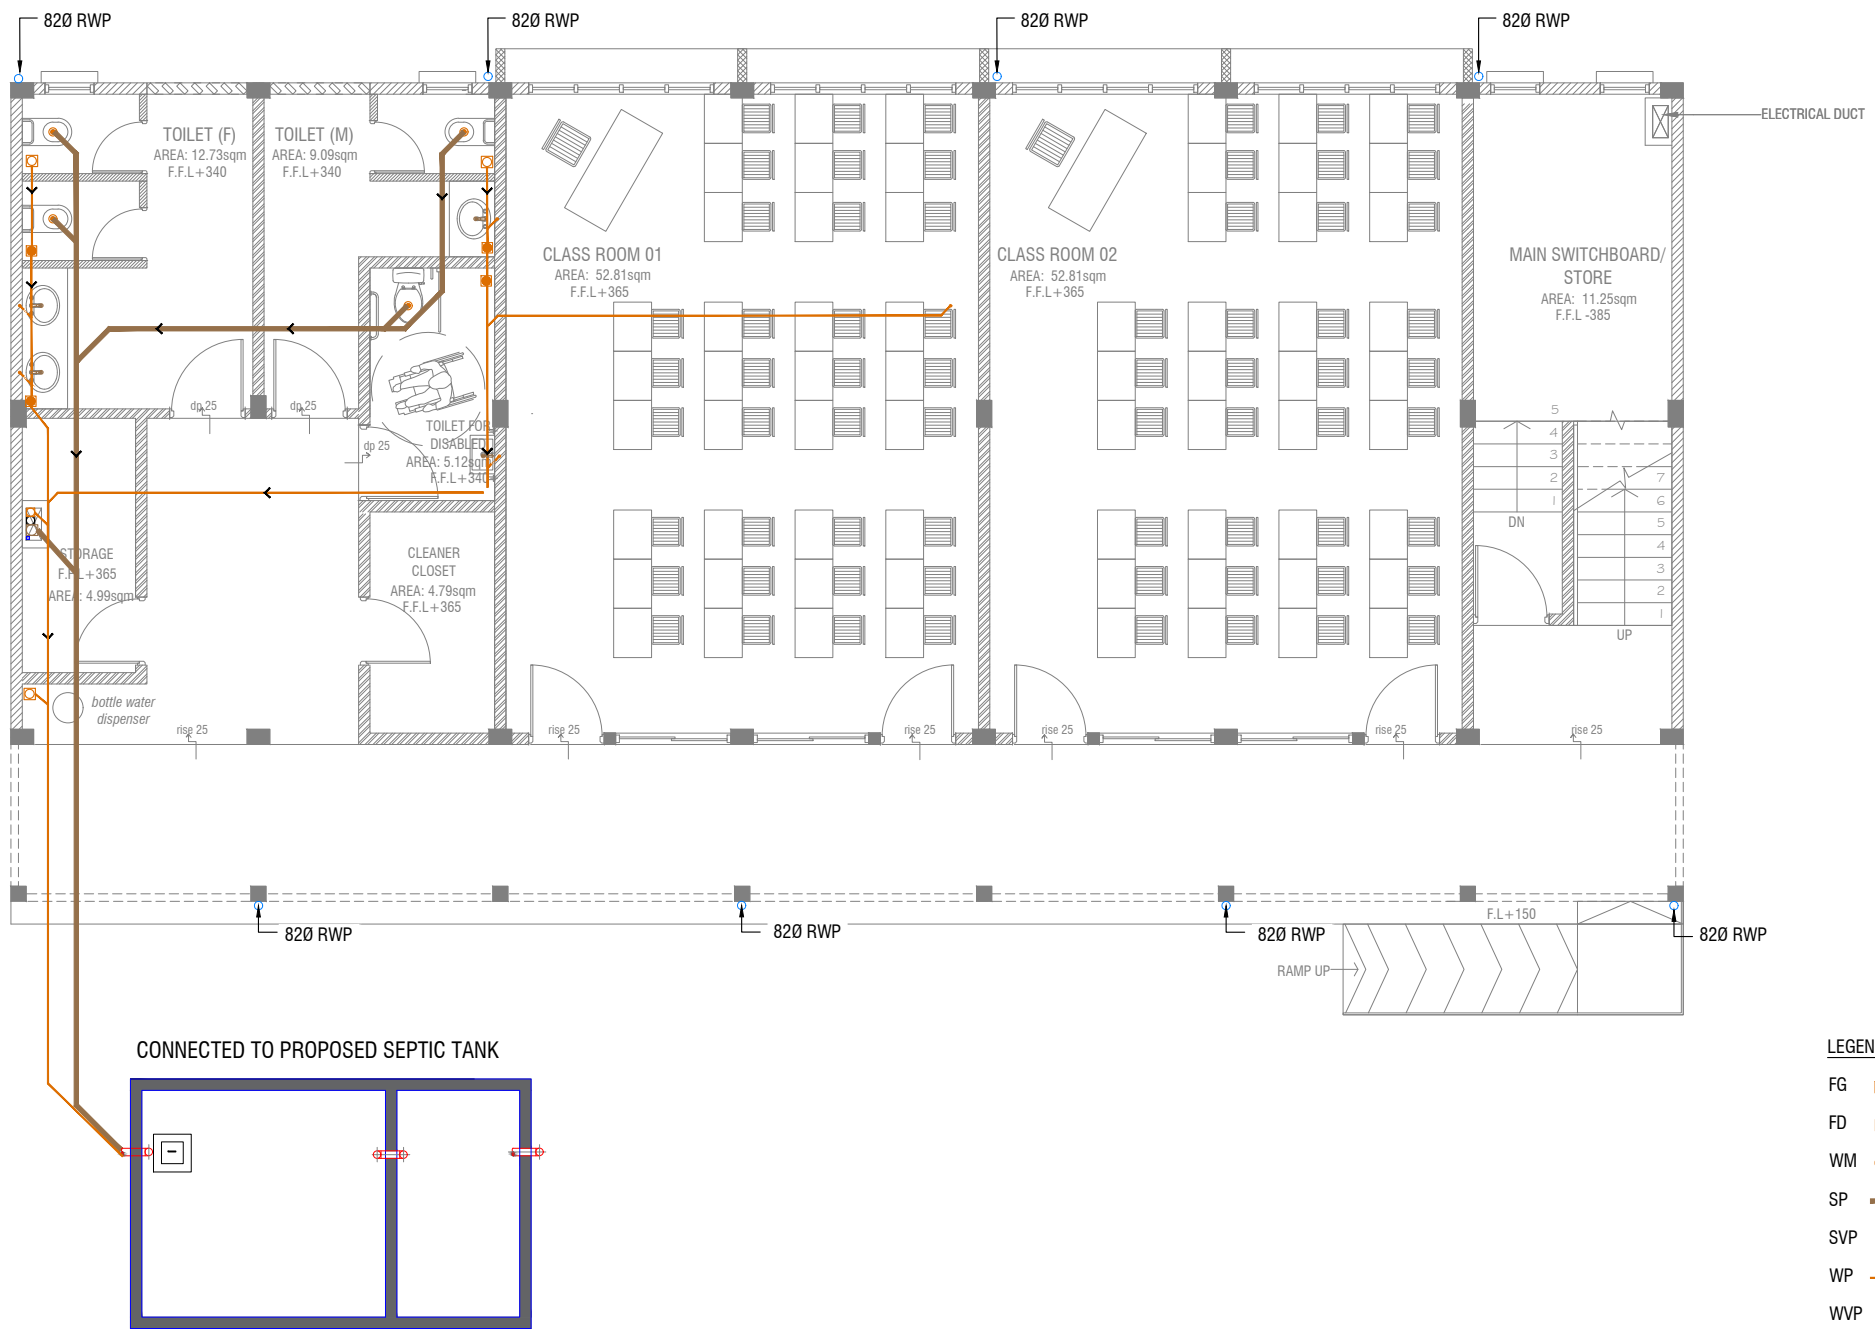 82Ø RWP
82Ø RWP
82Ø RWP
82Ø RWP
ELECTRICAL DUCT
TOILET (F)
AREA: 12.73sqm
F.F.L+340
TOILET (M)
AREA: 9.09sqm
F.F.L+340
CLASS ROOM 01
AREA: 52.81sqm
F.F.L+365
CLASS ROOM 02
AREA: 52.81sqm
F.F.L+365
MAIN SWITCHBOARD/
STORE
AREA: 11.25sqm
F.F.L -385
dp 25
dp 25
dp 25
TOILET FOR
DISABLED
AREA: 5.12sqm
F.F.L+340
5
4
3
2
1
DN
7
6
5
4
3
2
1
UP
STORAGE
F.F.L+365
AREA: 4.99sqm
CLEANER
CLOSET
AREA: 4.79sqm
F.F.L+365
bottle water
dispenser
rise 25
rise 25
rise 25
rise 25
rise 25
rise 25
82Ø RWP
82Ø RWP
82Ø RWP
82Ø RWP
F.L+150
RAMP UP
CONNECTED TO PROPOSED SEPTIC TANK
LEGEN
FG
FD
WM
SP
SVP
WP
WVP